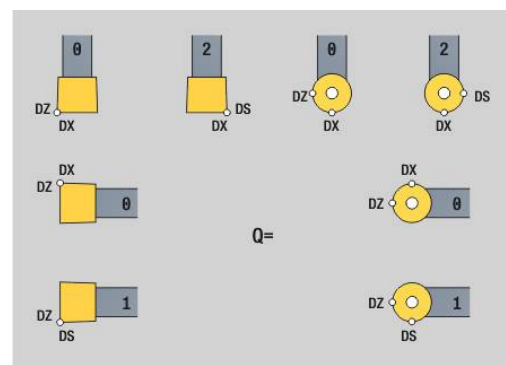 0 2 0 2
DZ DS DZ DS
DX DX DX DX
DX DX
DZ 0 DZ 0
Q=
DZ 1 DZ 1
DS DS